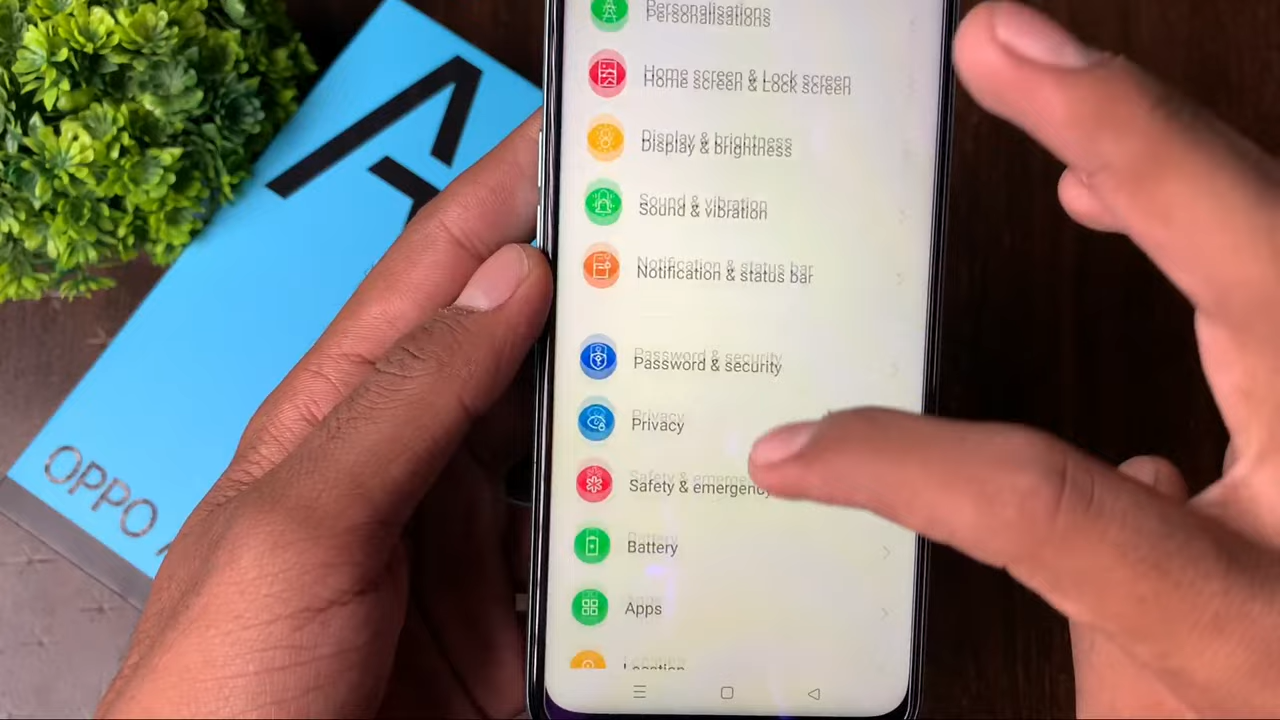 Personalisations
Home screen & Lock screen
Display & brightness
Sound & vibration
Notification & status bar
Password & security
Privacy
Safety & emergency
Battery
Apps
Location
OPPO A